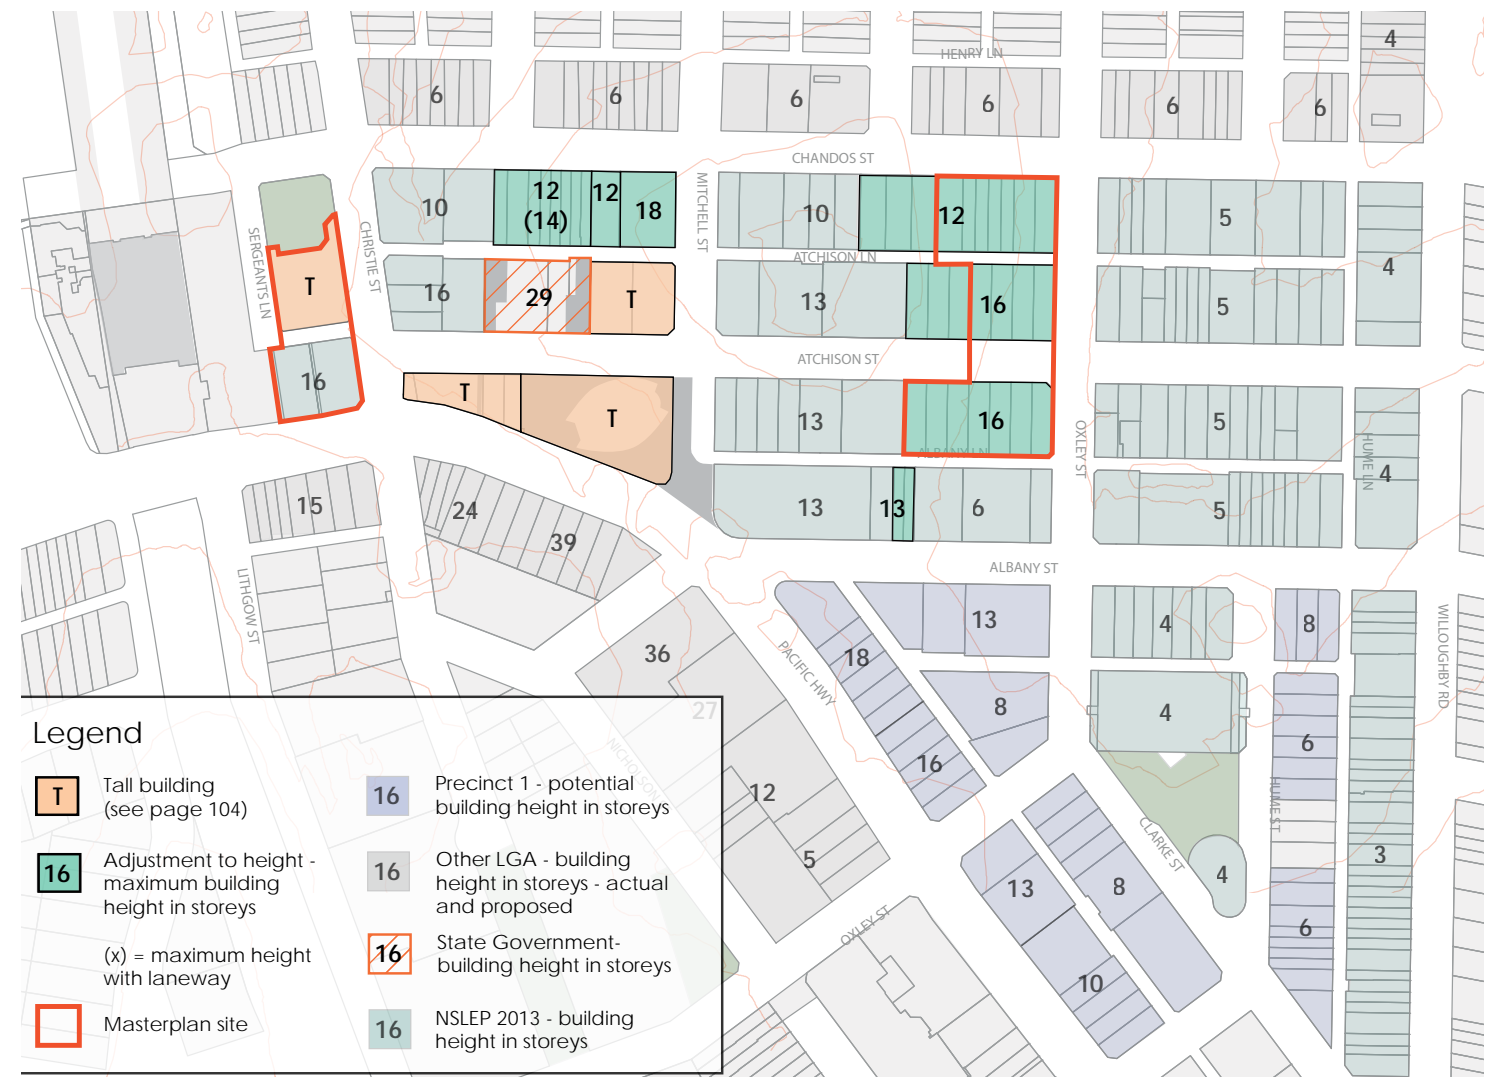 4
HENRY LN
6
6
6
6
6
6
CHANDOS ST
10
12
(14)
12
18
MITCHELL ST
10
12
5
4
SERGEANTS LN
CHRISTIE ST
T
16
29
T
ATCHISON LN
13
16
5
16
ATCHISON ST
T
T
13
16
ALBANY LN
OXLEY ST
5
HUME LN
4
15
24
39
13
13
6
5
ALBANY ST
LITHGOW ST
36
27
PACIFIC HWY
18
13
8
16
4
8
4
6
WILLOUGHBY RD
NICHOLSON
12
5
HUME ST
CLARKE ST
4
3
13
8
6
10
OXLEY ST
Legend
T
Tall building
(see page 104)
16
Adjustment to height -
maximum building
height in storeys
(x) = maximum height
with laneway
Masterplan site
16
Precinct 1 - potential
building height in storeys
16
Other LGA - building
height in storeys - actual
and proposed
16
State Government-
building height in storeys
16
NSLEP 2013 - building
height in storeys